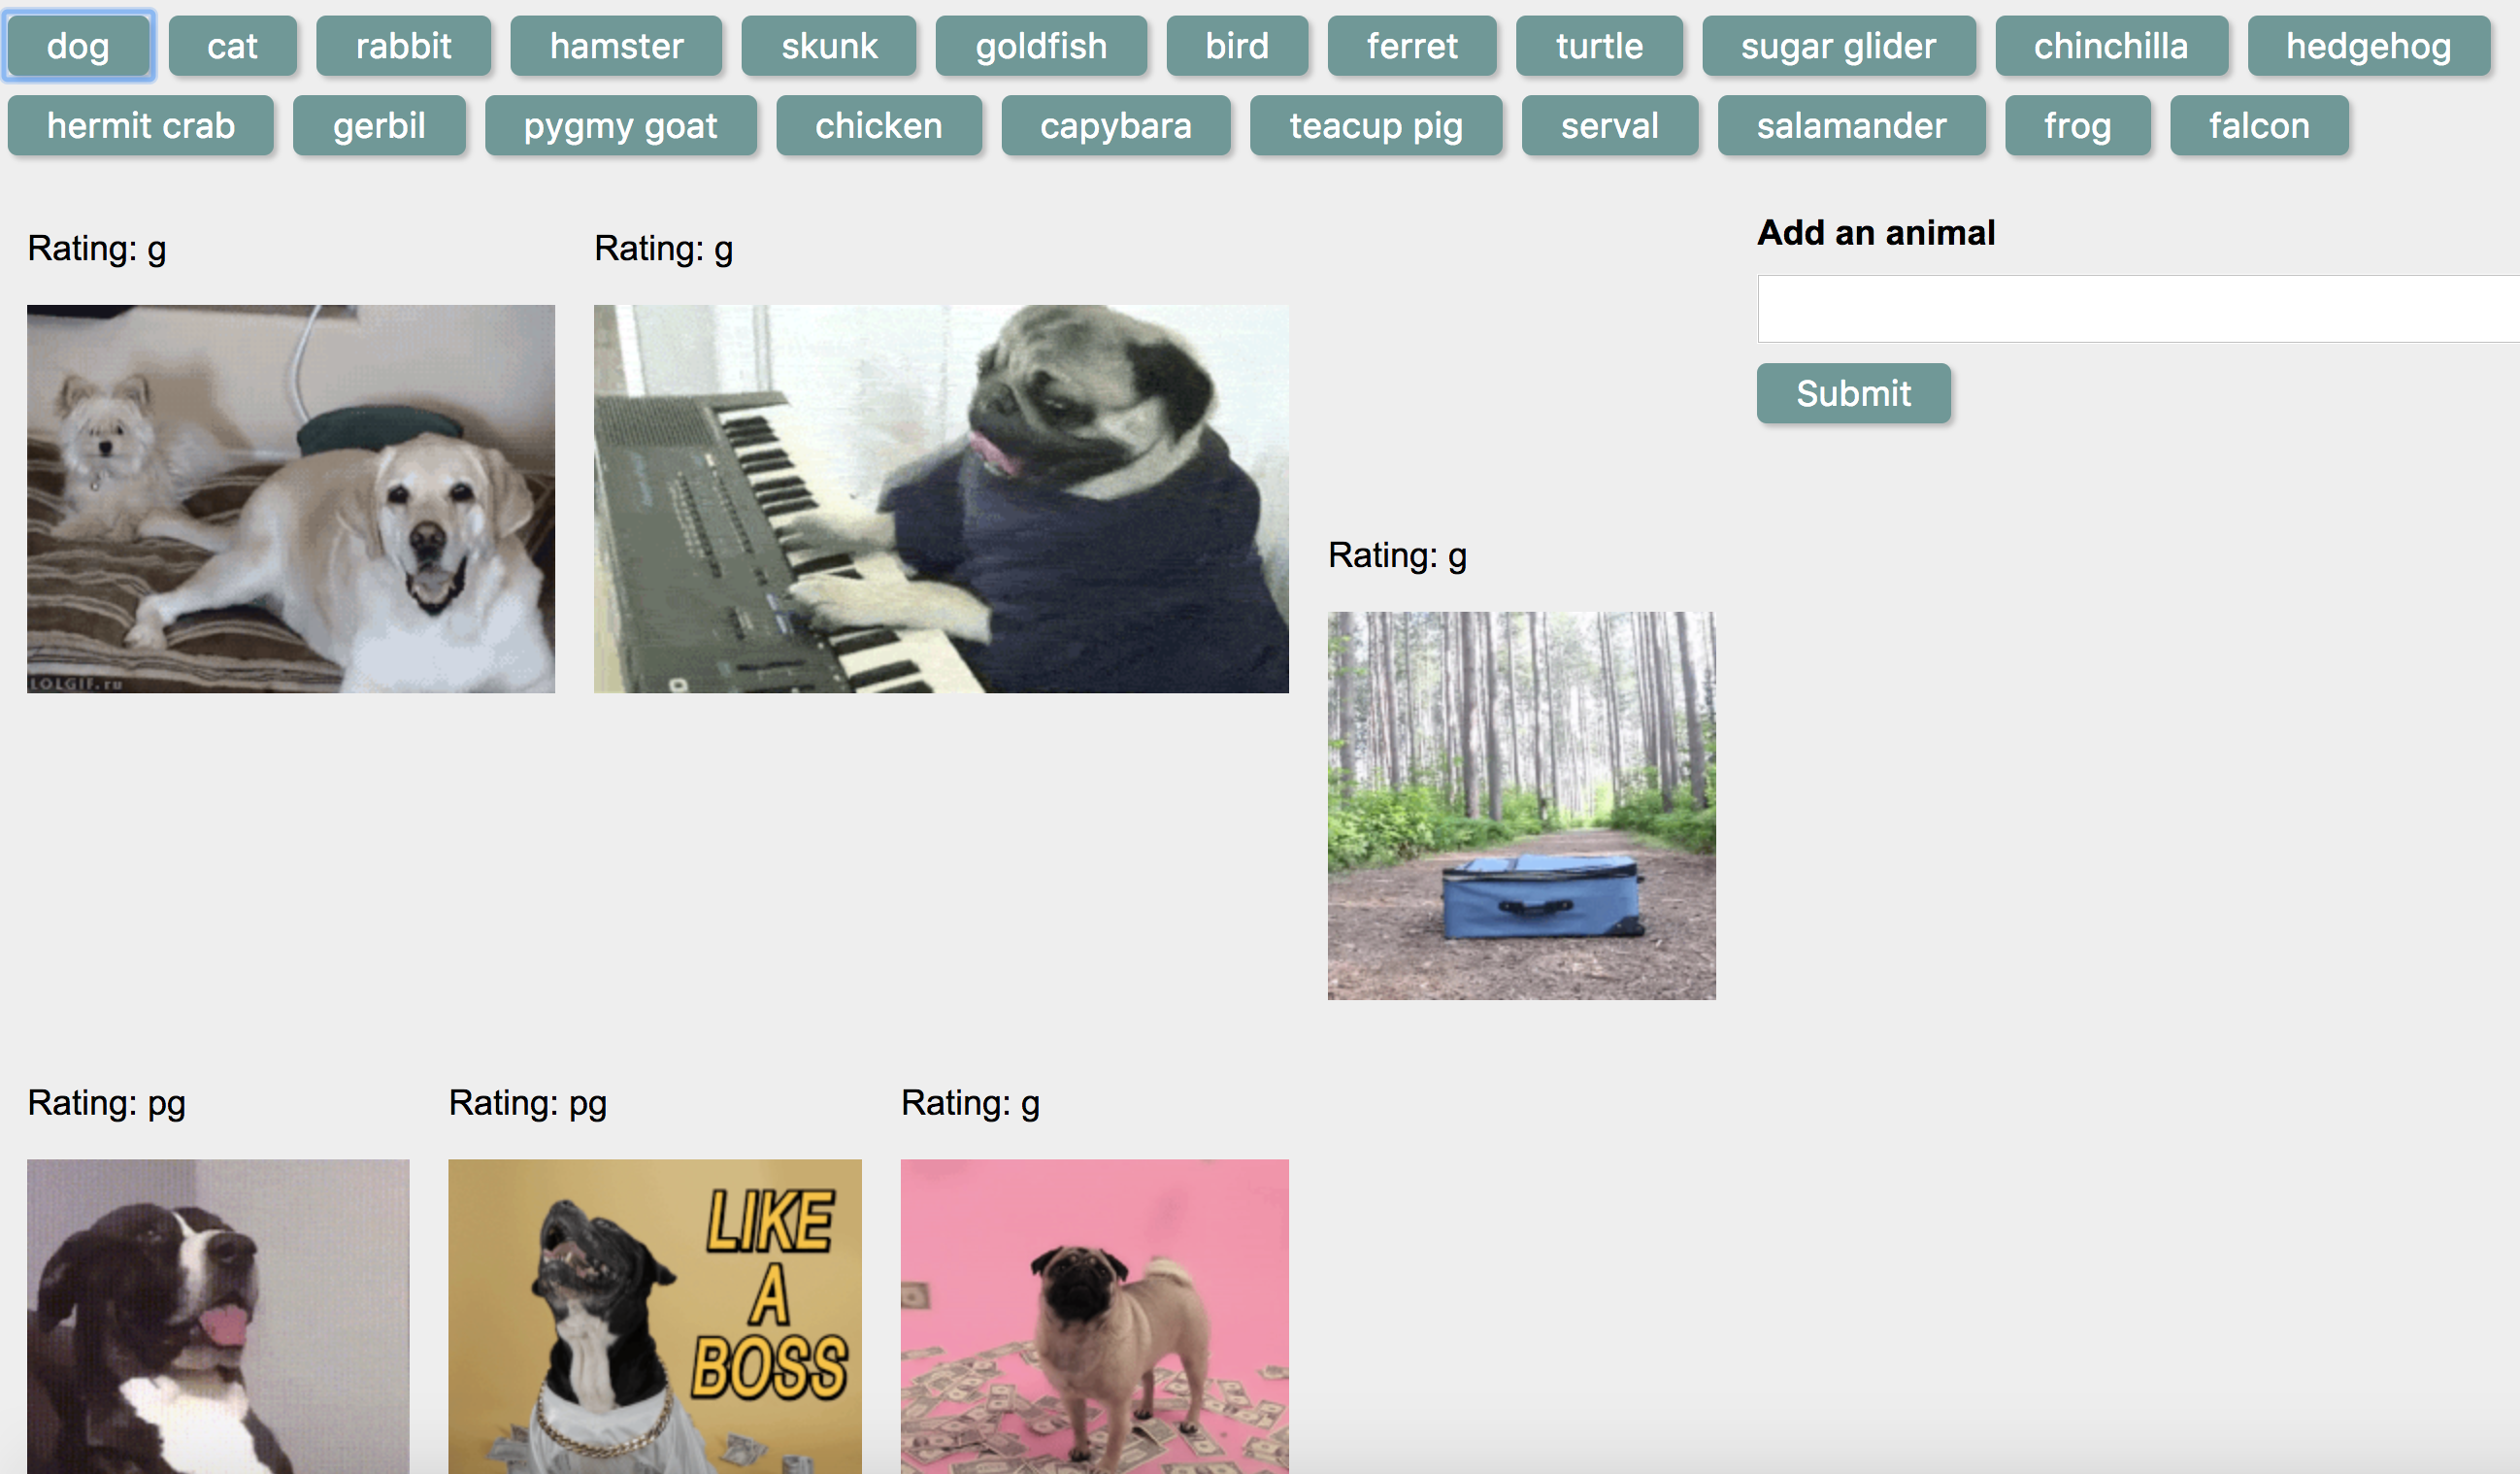 dog cat rabbit hamster skunk goldfish bird ferret turtle sugar glider chinchilla hedgehog
hermit crab gerbil pygmy goat chicken capybara teacup pig serval salamander frog falcon
Rating: g
Rating: g
Add an animal
Submit
LOLGIF.ru
Rating: g
Rating: pg
Rating: pg
Rating: g
LIKE
A
BOSS